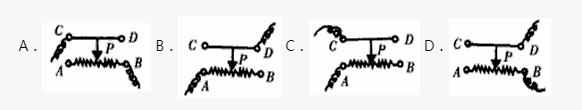 A. C D P A B
B. C D P A B
C. C D P A B
D. C D P A B